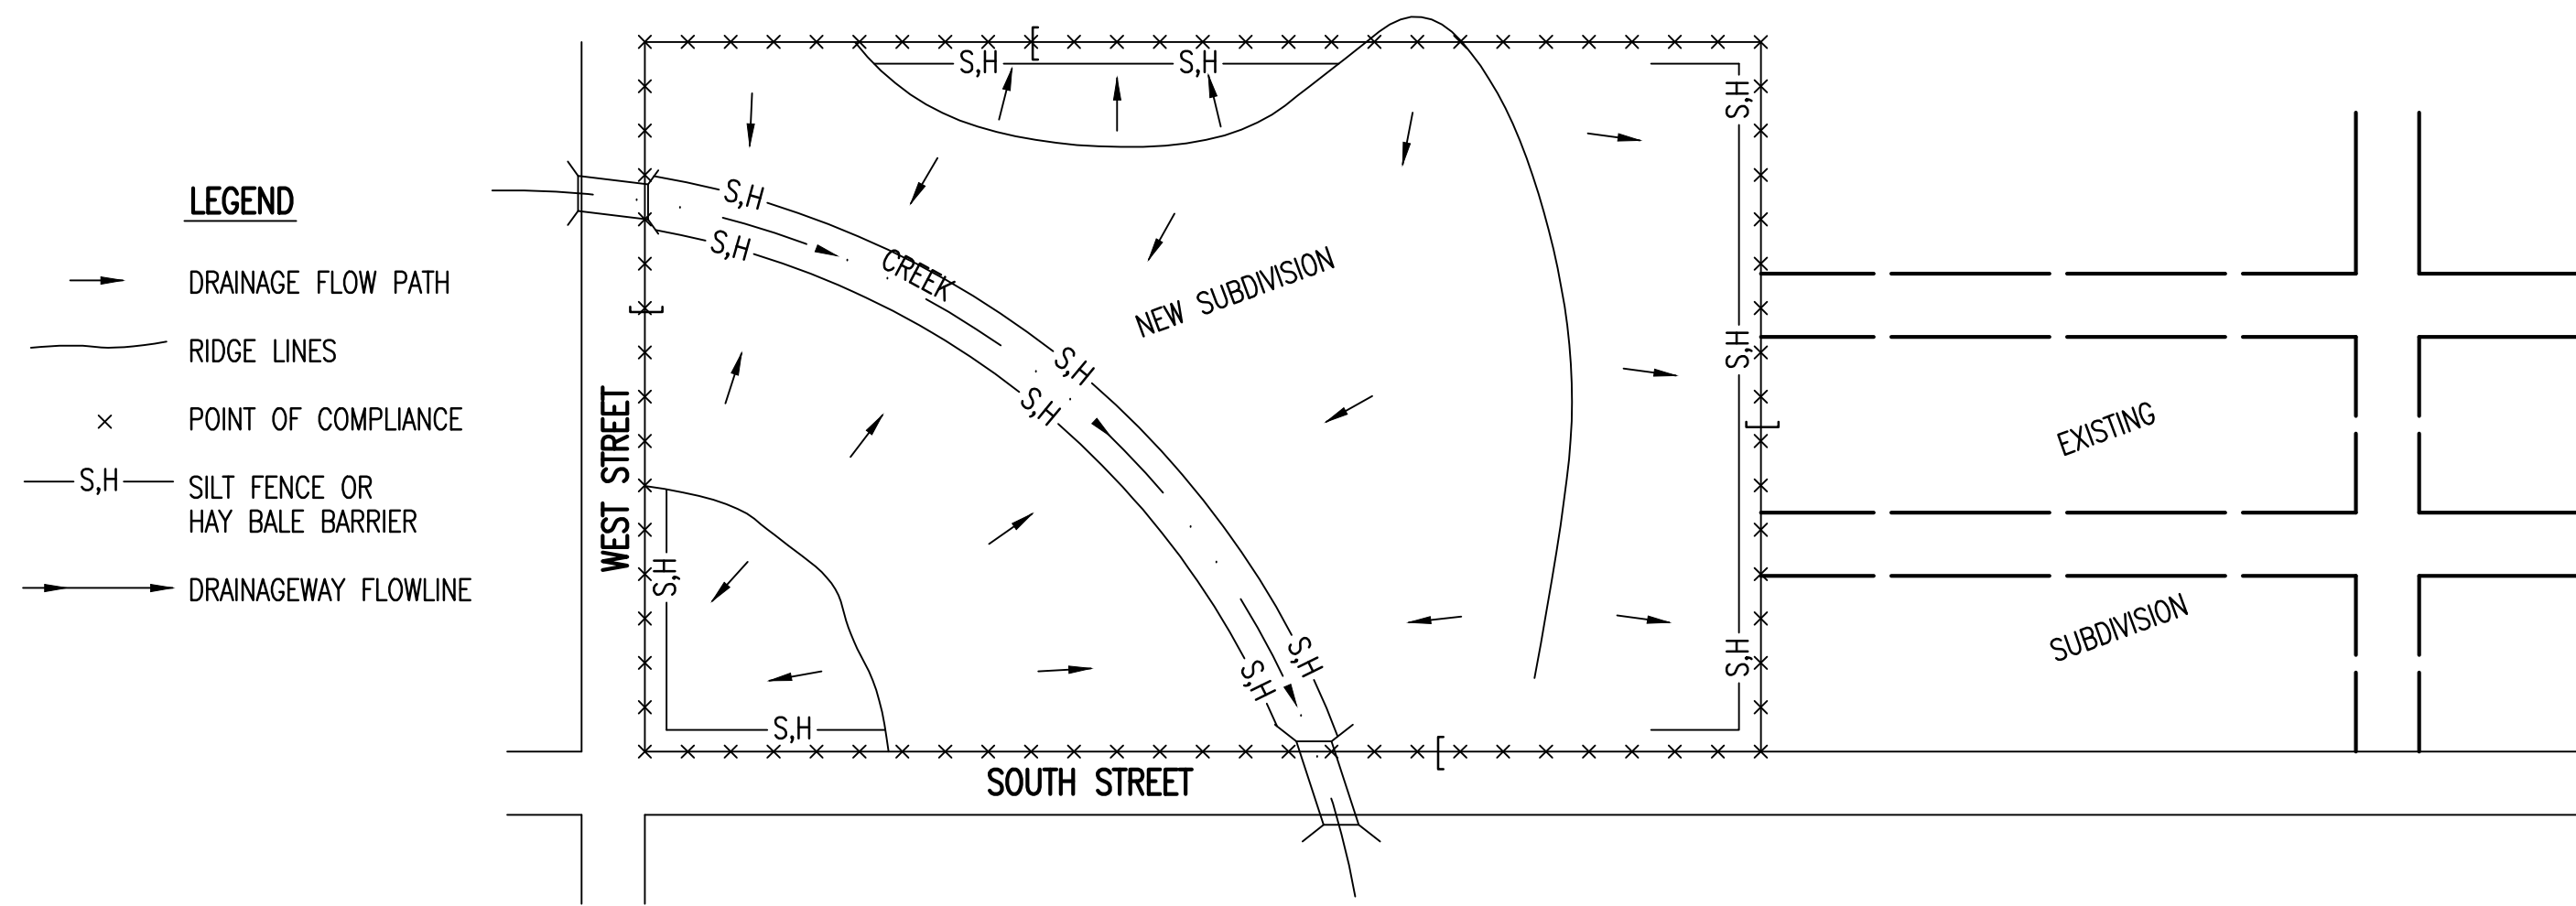 LEGEND
DRAINAGE FLOW PATH
RIDGE LINES
POINT OF COMPLIANCE
S,H SILT FENCE OR
HAY BALE BARRIER
DRAINAGEWAY FLOWLINE
S,H
S,H
S,H
S,H
S,H
CREEK
NEW SUBDIVISION
S,H
S,H
S,H
WEST STREET
S,H
S,H
S,H
S,H
S,H
SOUTH STREET
EXISTING
SUBDIVISION